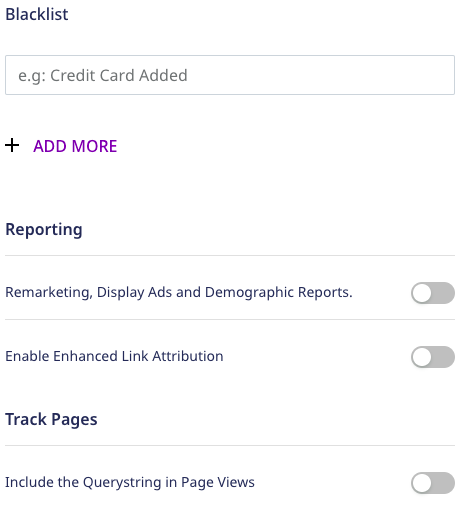 Blacklist
e.g: Credit Card Added
+ ADD MORE
Reporting
Remarketing, Display Ads and Demographic Reports.
Enable Enhanced Link Attribution
Track Pages
Include the Querystring in Page Views